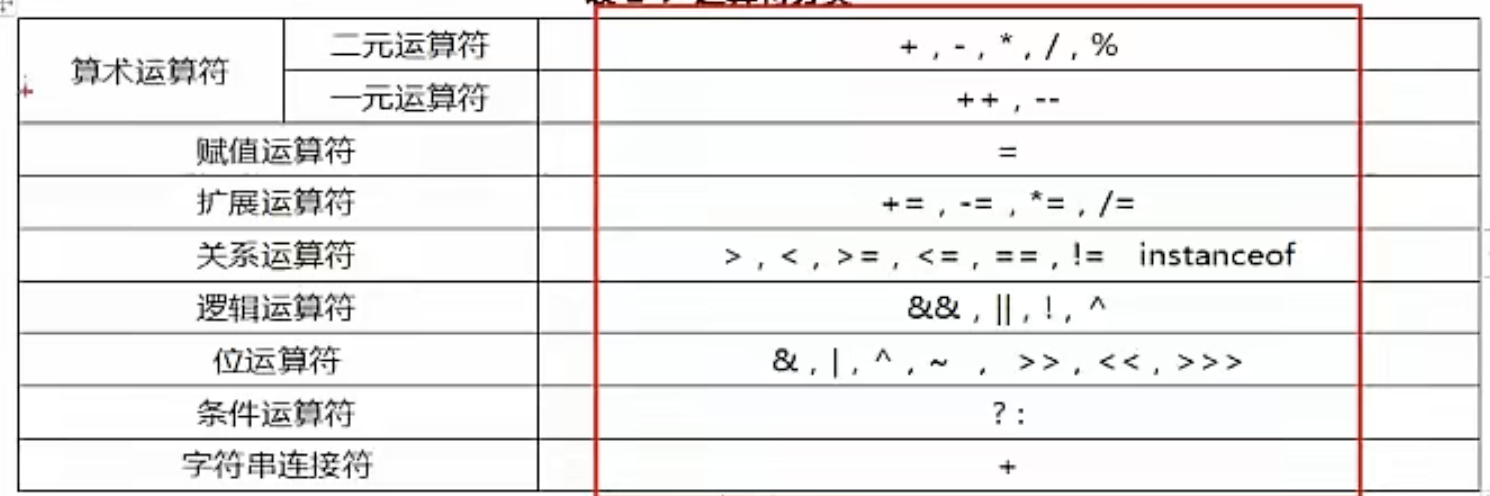 算术运算符 二元运算符 + , - , * , / , %
一元运算符 ++ , --
赋值运算符 =
扩展运算符 += , -= , *= , /=
关系运算符 > , < , >= , <= , == , != instanceof
逻辑运算符 && , || , ! , ^
位运算符 & , | , ^ , ~ , >> , << , >>>
条件运算符 ? :
字符串连接符 +